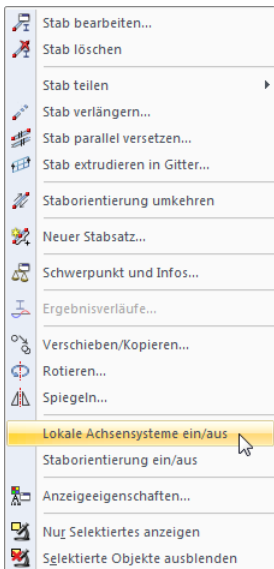 Stab bearbeiten...
Stab löschen
Stab teilen
Stab verlängern...
Stab parallel versetzen...
Stab extrudieren in Gitter...
Staborientierung umkehren
Neuer Stabsatz...
Schwerpunkt und Infos...
Ergebnisverläufe...
Verschieben/Kopieren...
Rotieren...
Spiegeln...
Lokale Achsensysteme ein/aus
Staborientierung ein/aus
Anzeigeeigenschaften...
Nur Selektiertes anzeigen
Selektierte Objekte ausblenden